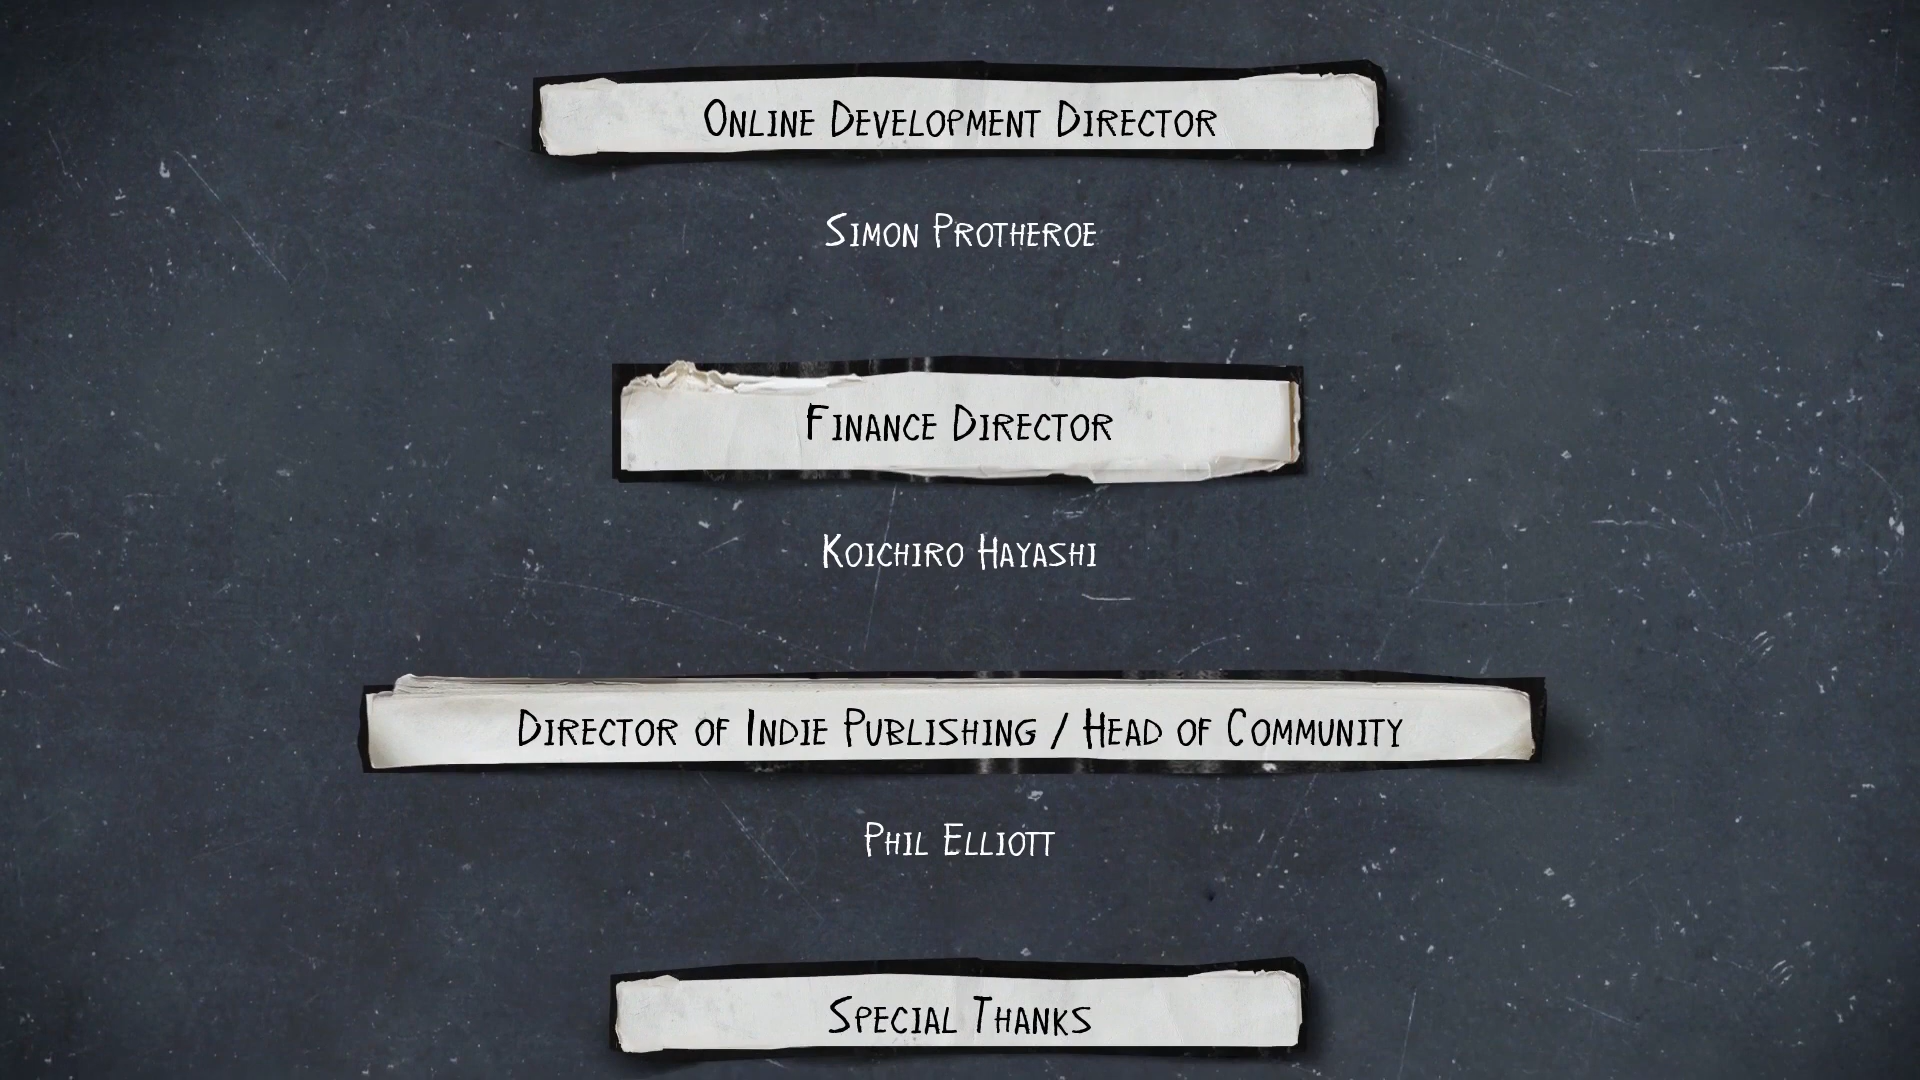 Online Development Director
Simon Protheroe
Finance Director
Koichiro Hayashi
Director of Indie Publishing / Head of Community
Phil Elliott
Special Thanks